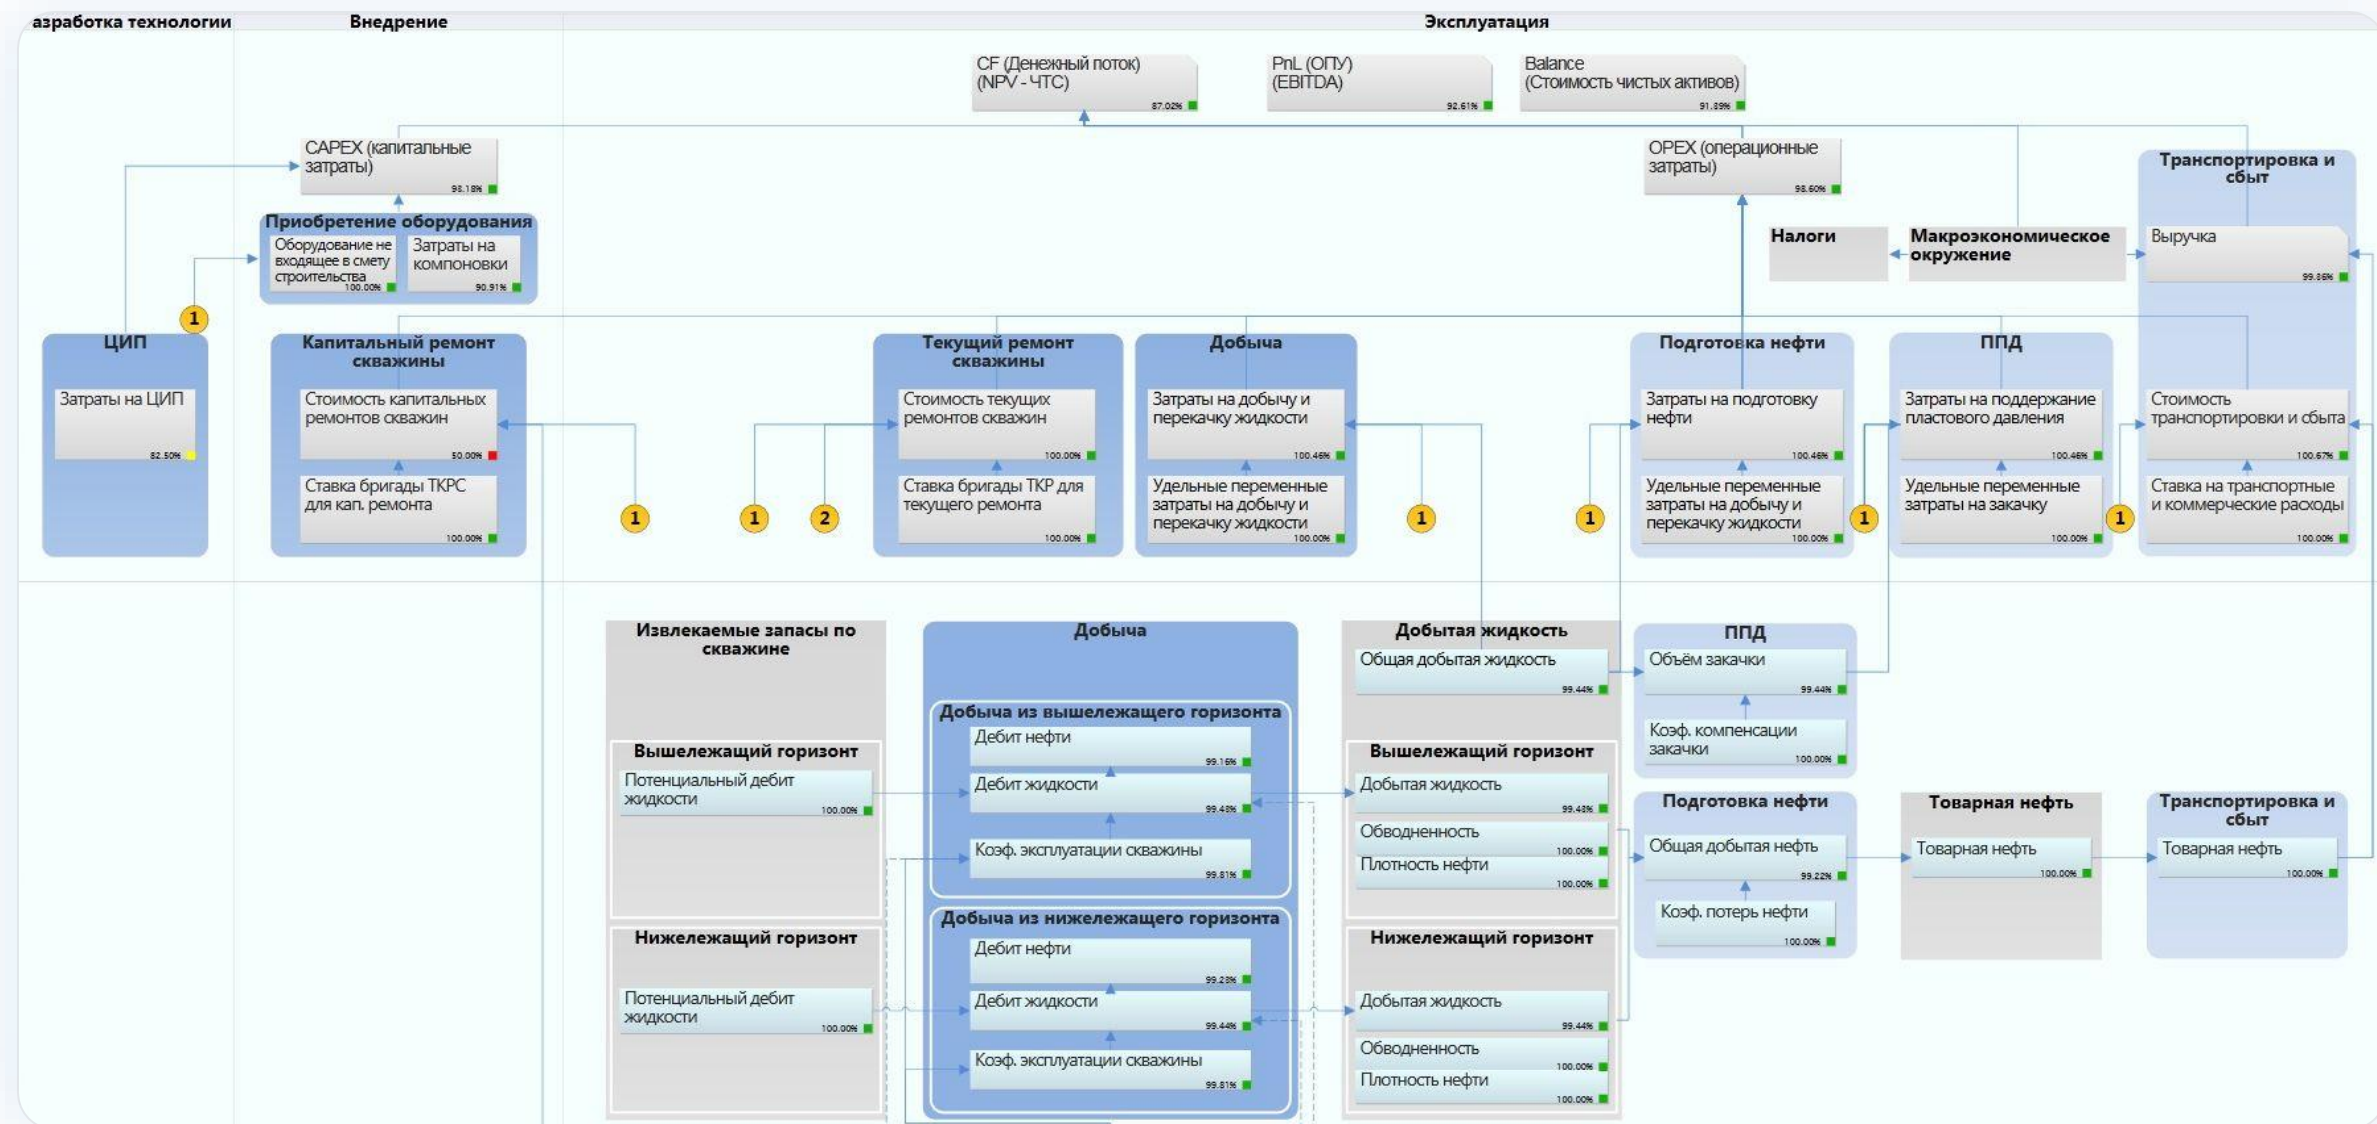 азработка технологии
Внедрение
Эксплуатация
CF (Денежный поток)
(NPV - ЧТС)
87.02%
PnL (ОПУ)
(EBITDA)
92.61%
Balance
(Стоимость чистых активов)
91.89%
CAPEX (капитальные
затраты)
93.18%
OPEX (операционные
затраты)
98.60%
Приобретение оборудования
Оборудование не
входящее в смету
строительства
100.00%
Затраты на
компоновки
90.91%
Налоги
Макроэкономическое
окружение
Транспортировка и
сбыт
Выручка
99.86%
1
ЦИП
Затраты на ЦИП
82.50%
Капитальный ремонт
скважины
Стоимость капитальных
ремонтов скважин
50.00%
Ставка бригады ТКРС
для кап. ремонта
100.00%
1
1
2
Текущий ремонт
скважины
Стоимость текущих
ремонтов скважин
100.00%
Ставка бригады ТКР для
текущего ремонта
100.00%
Добыча
Затраты на добычу и
перекачку жидкости
100.46%
Удельные переменные
затраты на добычу и
перекачку жидкости
100.00%
1
1
Подготовка нефти
Затраты на подготовку
нефти
100.46%
Удельные переменные
затраты на добычу и
перекачку жидкости
100.00%
1
ППД
Затраты на поддержание
пластового давления
100.46%
Удельные переменные
затраты на закачку
100.00%
1
Стоимость
транспортировки и сбыта
100.67%
Ставка на транспортные
и коммерческие расходы
100.00%
Извлекаемые запасы по
скважине
Вышележащий горизонт
Потенциальный дебит
жидкости
100.00%
Нижележащий горизонт
Потенциальный дебит
жидкости
100.00%
Добыча
Добыча из вышележащего горизонта
Дебит нефти
99.16%
Дебит жидкости
99.48%
Коэф. эксплуатации скважины
99.81%
Добыча из нижележащего горизонта
Дебит нефти
99.28%
Дебит жидкости
99.44%
Коэф. эксплуатации скважины
99.81%
Добытая жидкость
Общая добытая жидкость
99.44%
Вышележащий горизонт
Добытая жидкость
99.48%
Обводненность
100.00%
Плотность нефти
100.00%
Нижележащий горизонт
Добытая жидкость
99.44%
Обводненность
100.00%
Плотность нефти
100.00%
ППД
Объём закачки
99.44%
Коэф. компенсации
закачки
100.00%
Подготовка нефти
Общая добытая нефть
99.22%
Коэф. потерь нефти
100.00%
Товарная нефть
Товарная нефть
100.00%
Транспортировка и
сбыт
Товарная нефть
100.00%